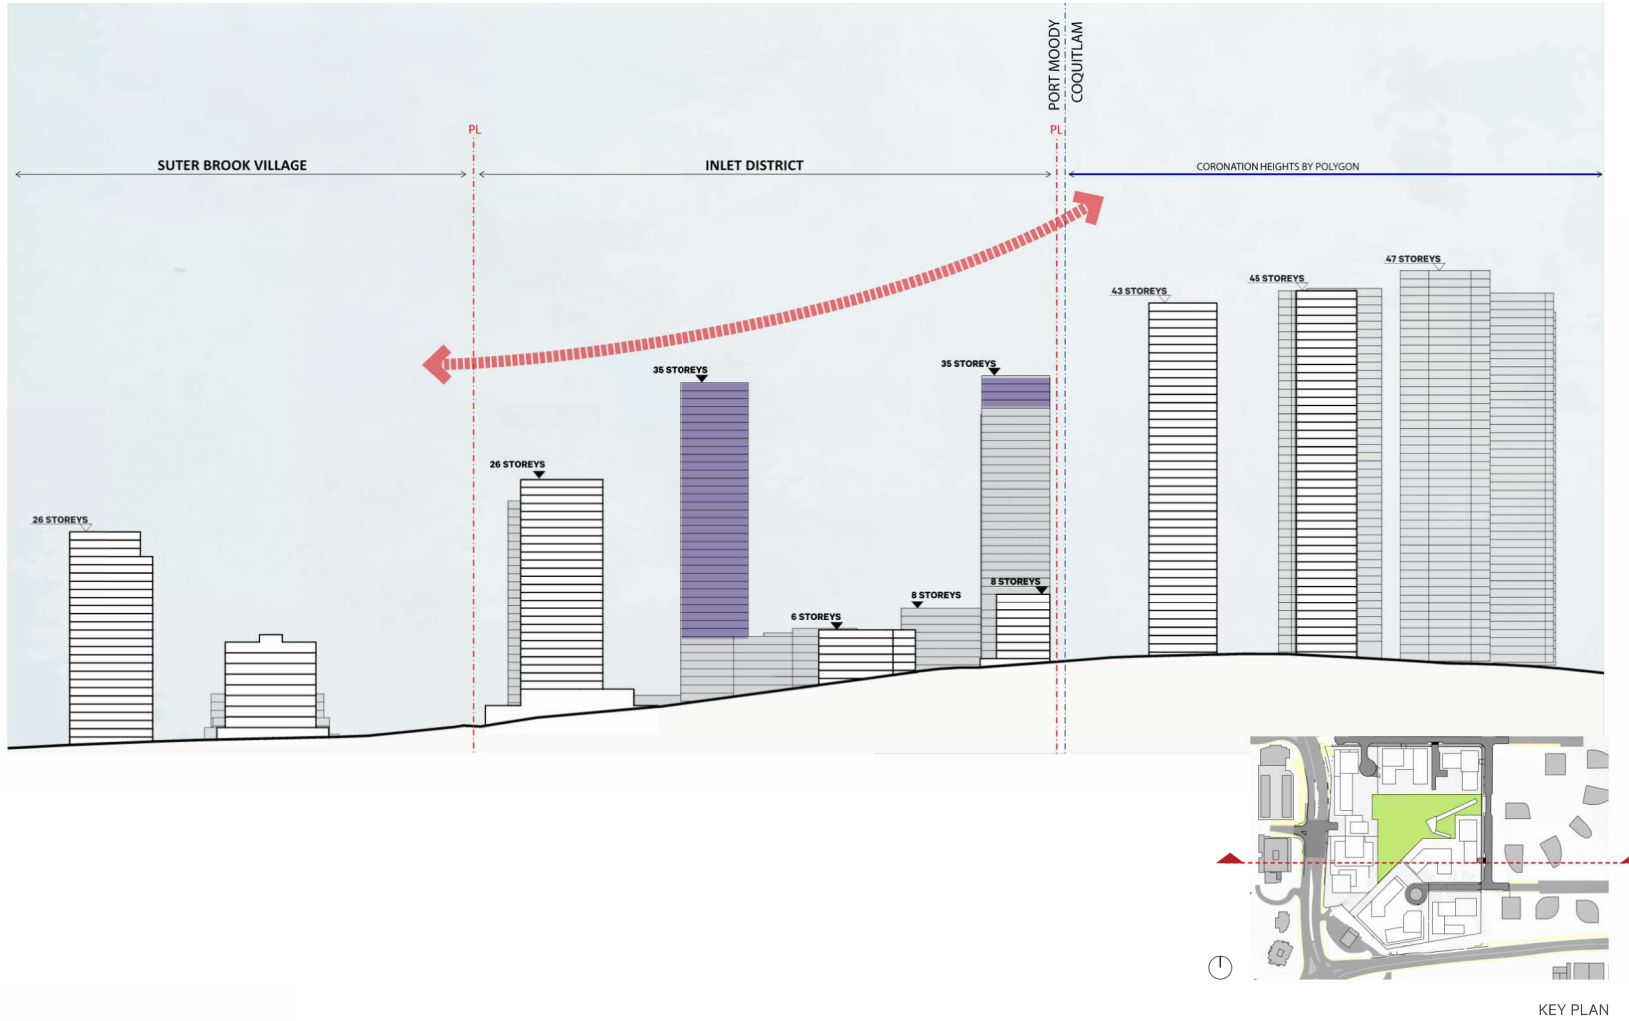 PORT MOODY
COQUITLAM
PL
PL
SUTER BROOK VILLAGE
INLET DISTRICT
CORONATION HEIGHTS BY POLYGON
47 STOREYS
45 STOREYS
43 STOREYS
35 STOREYS
35 STOREYS
26 STOREYS
26 STOREYS
8 STOREYS
8 STOREYS
6 STOREYS
KEY PLAN